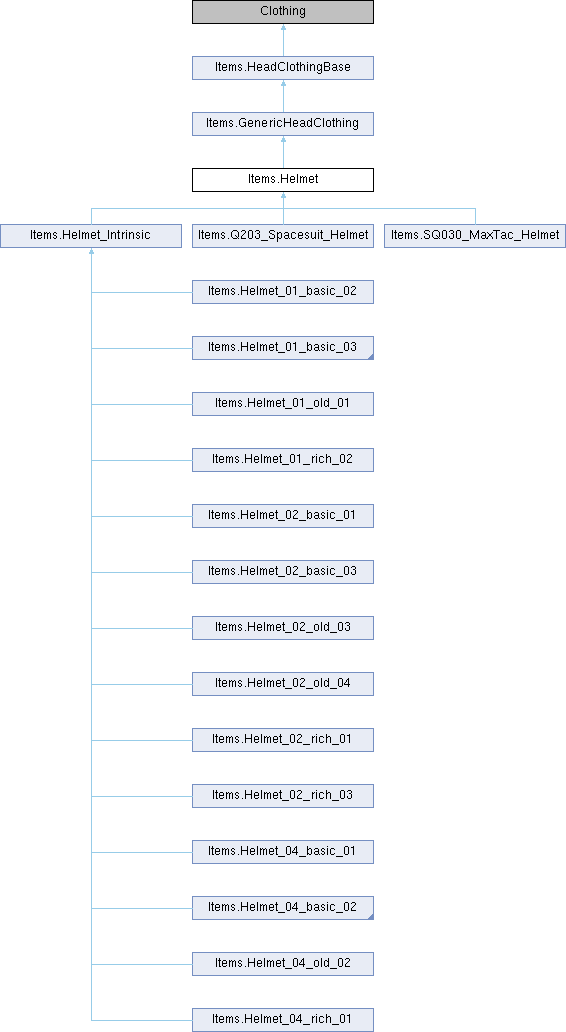 Clothing
Items.HeadClothingBase
Items.GenericHeadClothing
Items.Helmet
Items.Helmet_Intrinsic
Items.Q203_Spacesuit_Helmet
Items.SQ030_MaxTac_Helmet
Items.Helmet_01_basic_02
Items.Helmet_01_basic_03
Items.Helmet_01_old_01
Items.Helmet_01_rich_02
Items.Helmet_02_basic_01
Items.Helmet_02_basic_03
Items.Helmet_02_old_03
Items.Helmet_02_old_04
Items.Helmet_02_rich_01
Items.Helmet_02_rich_03
Items.Helmet_04_basic_01
Items.Helmet_04_basic_02
Items.Helmet_04_old_02
Items.Helmet_04_rich_01